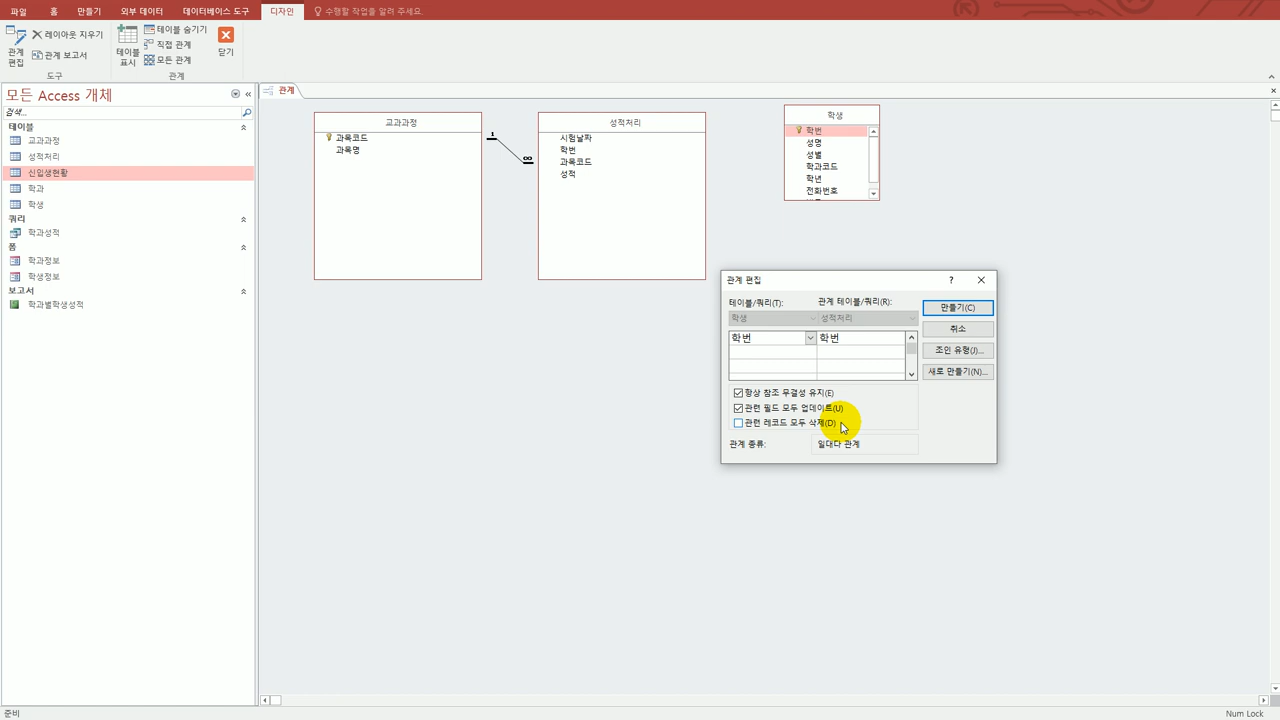 파일 홈 만들기 외부 데이터 데이터베이스 도구 디자인 수행할 작업을 알려 주세요.
관계 편집
레이아웃 지우기
관계 보고서
도구
테이블 표시
테이블 숨기기
직접 관계
모든 관계
닫기
관계
모든 Access 개체
검색...
테이블
교과과정
성적처리
신입생현황
학과
학생
쿼리
학과성적
폼
학과정보
학생정보
보고서
학과별학생성적
관계
교과과정
과목코드
과목명
1
∞
성적처리
시험날짜
학번
과목코드
성적
학생
학번
성명
성별
학과코드
학년
전화번호
관계 편집
?
테이블/쿼리(T): 관계 테이블/쿼리(R):
학생 성적처리
학번 학번
만들기(C)
취소
조인 유형(J)...
새로 만들기(N)...
항상 참조 무결성 유지(E)
관련 필드 모두 업데이트(U)
관련 레코드 모두 삭제(D)
관계 종류: 일대다 관계
준비
Num Lock